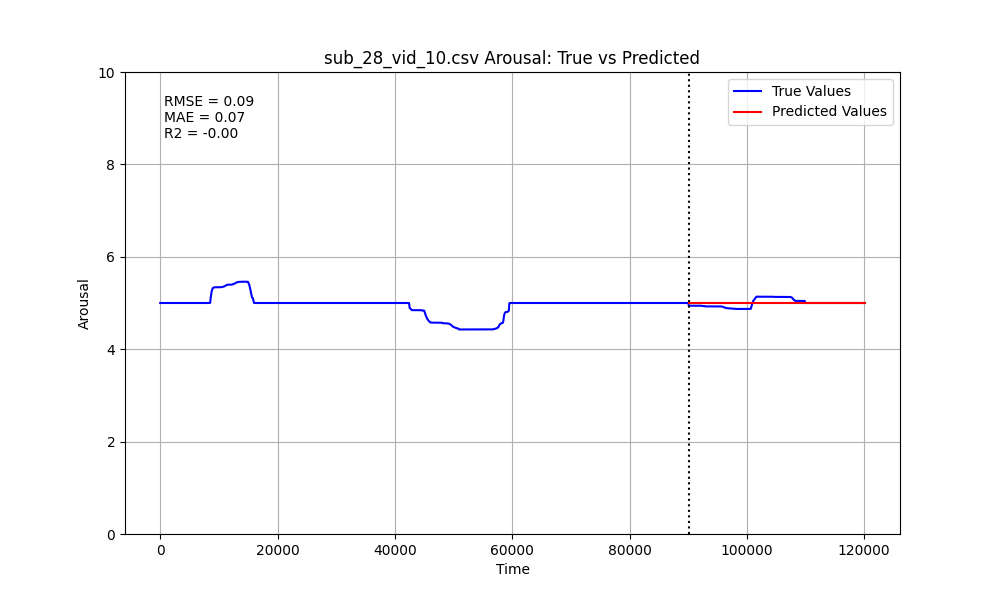 sub_28_vid_10.csv Arousal: True vs Predicted
RMSE = 0.09
MAE = 0.07
R2 = -0.00
True Values
Predicted Values
10
8
6
4
2
0
Arousal
0
20000
40000
60000
80000
100000
120000
Time